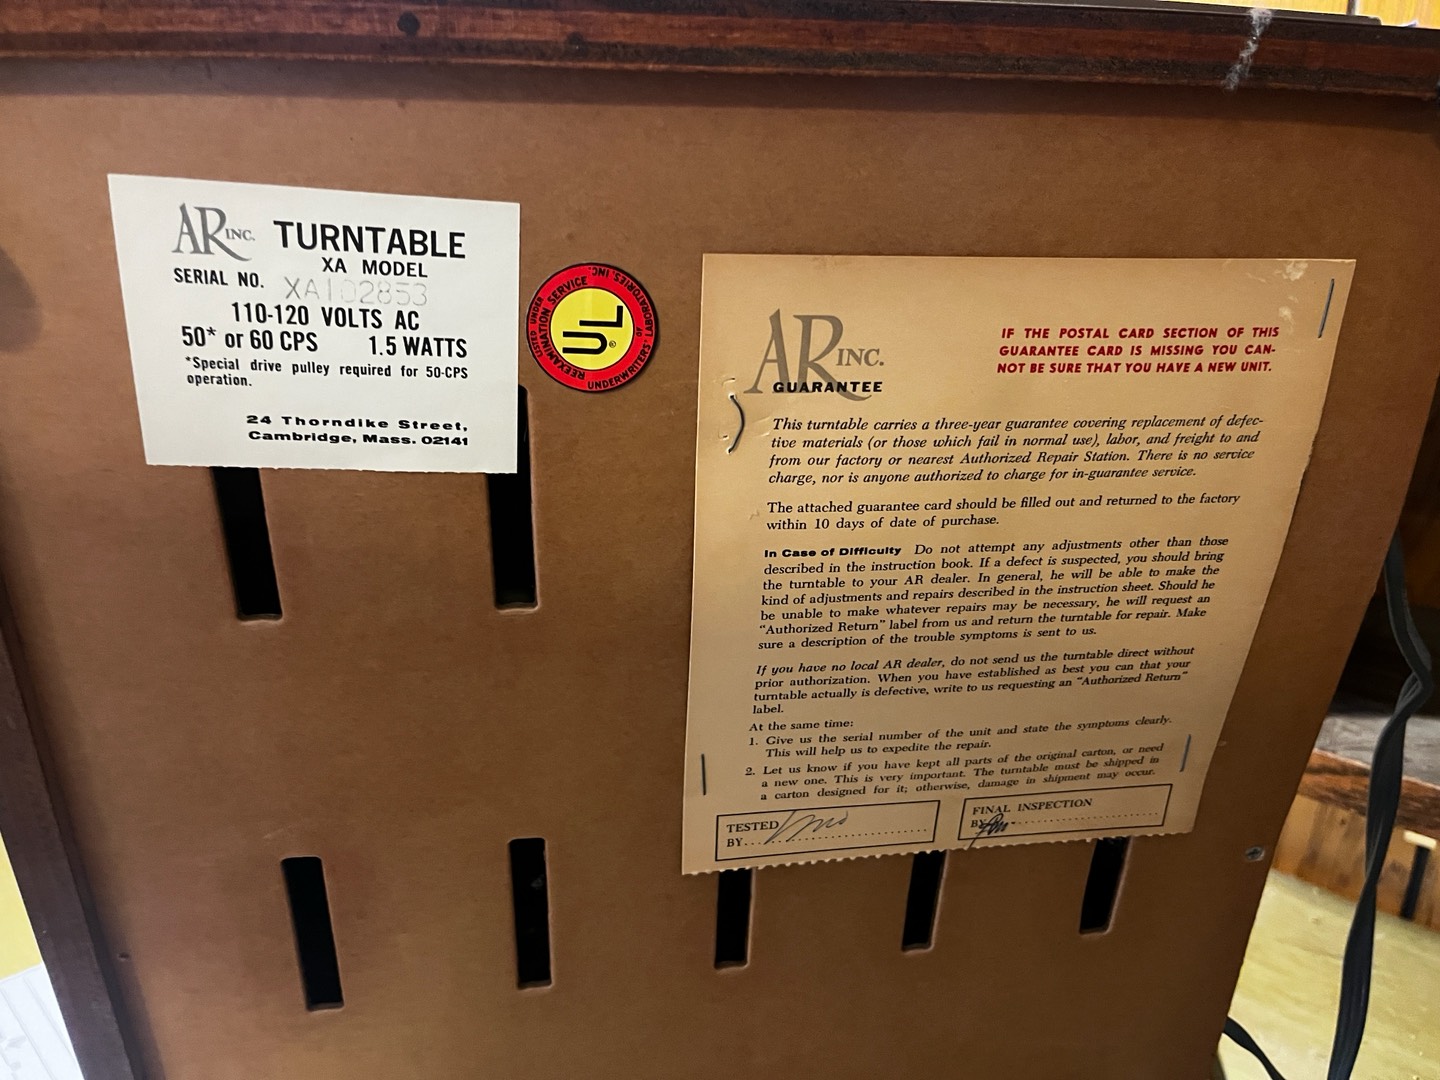 AR INC. TURNTABLE
XA MODEL
SERIAL NO. XA102853
110-120 VOLTS AC
50* or 60 CPS 1.5 WATTS
*Special drive pulley required for 50-CPS
operation.
24 Thorndike Street,
Cambridge, Mass. 02141
UL®
LISTED UNDER
REEXAMINATION SERVICE
OF
UNDERWRITERS' LABORATORIES, INC.
AR INC.
GUARANTEE
IF THE POSTAL CARD SECTION OF THIS
GUARANTEE CARD IS MISSING YOU CAN-
NOT BE SURE THAT YOU HAVE A NEW UNIT.
This turntable carries a three-year guarantee covering replacement of defec-
tive materials (or those which fail in normal use), labor, and freight to and
from our factory or nearest Authorized Repair Station. There is no service
charge, nor is anyone authorized to charge for in-guarantee service.
The attached guarantee card should be filled out and returned to the factory
within 10 days of date of purchase.
In Case of Difficulty Do not attempt any adjustments other than those
described in the instruction book. If a defect is suspected, you should bring
the turntable to your AR dealer. In general, he will be able to make the
kind of adjustments and repairs described in the instruction sheet. Should he
be unable to make whatever repairs may be necessary, he will request an
"Authorized Return" label from us and return the turntable for repair. Make
sure a description of the trouble symptoms is sent to us.
If you have no local AR dealer, do not send us the turntable direct without
prior authorization. When you have established as best you can that your
turntable actually is defective, write to us requesting an "Authorized Return"
label.
At the same time:
1. Give us the serial number of the unit and state the symptoms clearly.
This will help us to expedite the repair.
2. Let us know if you have kept all parts of the original carton, or need
a new one. This is very important. The turntable must be shipped in
a carton designed for it; otherwise, damage in shipment may occur.
TESTED
BY
FINAL INSPECTION
BY